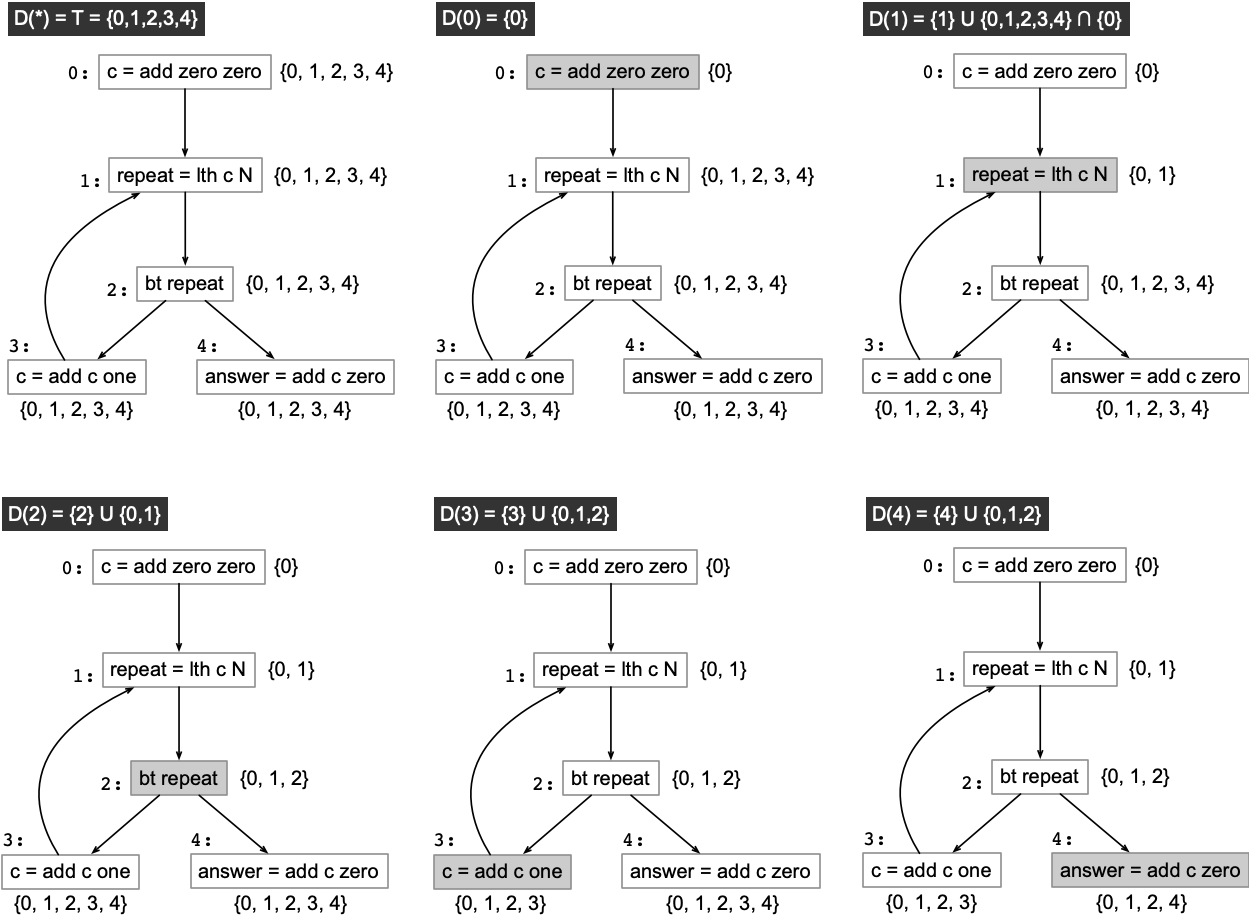 D(*) = T = {0,1,2,3,4}
0: c = add zero zero {0, 1, 2, 3, 4}
1: repeat = lth c N {0, 1, 2, 3, 4}
2: bt repeat {0, 1, 2, 3, 4}
3: 4:
c = add c one answer = add c zero
{0, 1, 2, 3, 4} {0, 1, 2, 3, 4}
D(0) = {0}
0: c = add zero zero {0}
1: repeat = lth c N {0, 1, 2, 3, 4}
2: bt repeat {0, 1, 2, 3, 4}
3: 4:
c = add c one answer = add c zero
{0, 1, 2, 3, 4} {0, 1, 2, 3, 4}
D(1) = {1} U {0,1,2,3,4} ∩ {0}
0: c = add zero zero {0}
1: repeat = lth c N {0, 1}
2: bt repeat {0, 1, 2, 3, 4}
3: 4:
c = add c one answer = add c zero
{0, 1, 2, 3, 4} {0, 1, 2, 3, 4}
D(2) = {2} U {0,1}
0: c = add zero zero {0}
1: repeat = lth c N {0, 1}
2: bt repeat {0, 1, 2}
3: 4:
c = add c one answer = add c zero
{0, 1, 2, 3, 4} {0, 1, 2, 3, 4}
D(3) = {3} U {0,1,2}
0: c = add zero zero {0}
1: repeat = lth c N {0, 1}
2: bt repeat {0, 1, 2}
3: 4:
c = add c one answer = add c zero
{0, 1, 2, 3} {0, 1, 2, 3, 4}
D(4) = {4} U {0,1,2}
0: c = add zero zero {0}
1: repeat = lth c N {0, 1}
2: bt repeat {0, 1, 2}
3: 4:
c = add c one answer = add c zero
{0, 1, 2, 3} {0, 1, 2, 4}